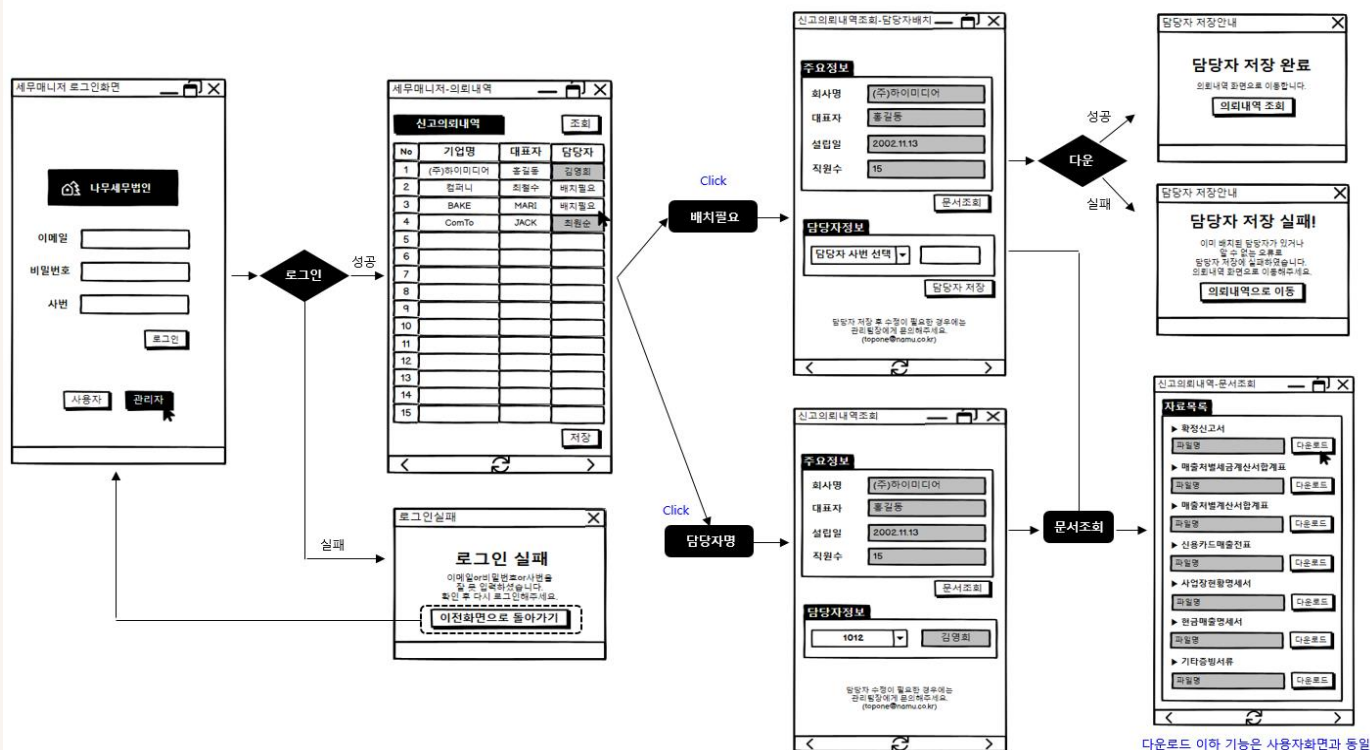 세무매니저 로그인화면
나무세무법인
이메일
비밀번호
사번
로그인
사용자
관리자
로그인
성공
실패
세무매니저-의뢰내역
신고의뢰내역
조회
No 기업명 대표자 담당자
1 (주)하이미디어 홍길동 김영희
2 컴퍼니 최철수 배치필요
3 BAKE MARI 배치필요
4 ComTo JACK 최원순
5
6
7
8
9
10
11
12
13
14
15
저장
로그인실패
로그인 실패
이메일or비밀번호or사번을
잘 못 입력하셨습니다.
확인 후 다시 로그인해주세요.
이전화면으로 돌아가기
Click
배치필요
Click
담당자명
신고의뢰내역조회-담당자배치
주요정보
회사명 (주)하이미디어
대표자 홍길동
설립일 2002.11.13
직원수 15
문서조회
담당자정보
담당자 사번 선택
담당자 저장
담당자 저장 후 수정이 필요한 경우에는
관리팀장에게 문의해주세요.
(topone@namu.co.kr)
신고의뢰내역조회
주요정보
회사명 (주)하이미디어
대표자 홍길동
설립일 2002.11.13
직원수 15
문서조회
담당자정보
1012 김영희
담당자 수정이 필요한 경우에는
관리팀장에게 문의해주세요.
(topone@namu.co.kr)
다운
성공
실패
문서조회
담당자 저장안내
담당자 저장 완료
의뢰내역 화면으로 이동합니다.
의뢰내역 조회
담당자 저장안내
담당자 저장 실패!
이미 배치된 담당자가 있거나
알 수 없는 오류로
담당자 저장에 실패하였습니다.
의뢰내역 화면으로 이동해주세요.
의뢰내역으로 이동
신고의뢰내역-문서조회
자료목록
▶ 확정신고서
파일명 다운로드
▶ 매출처별세금계산서합계표
파일명 다운로드
▶ 매출처별계산서합계표
파일명 다운로드
▶ 신용카드매출전표
파일명 다운로드
▶ 사업장현황명세서
파일명 다운로드
▶ 현금매출명세서
파일명 다운로드
▶ 기타증빙서류
파일명 다운로드
다운로드 이하 기능은 사용자화면과 동일